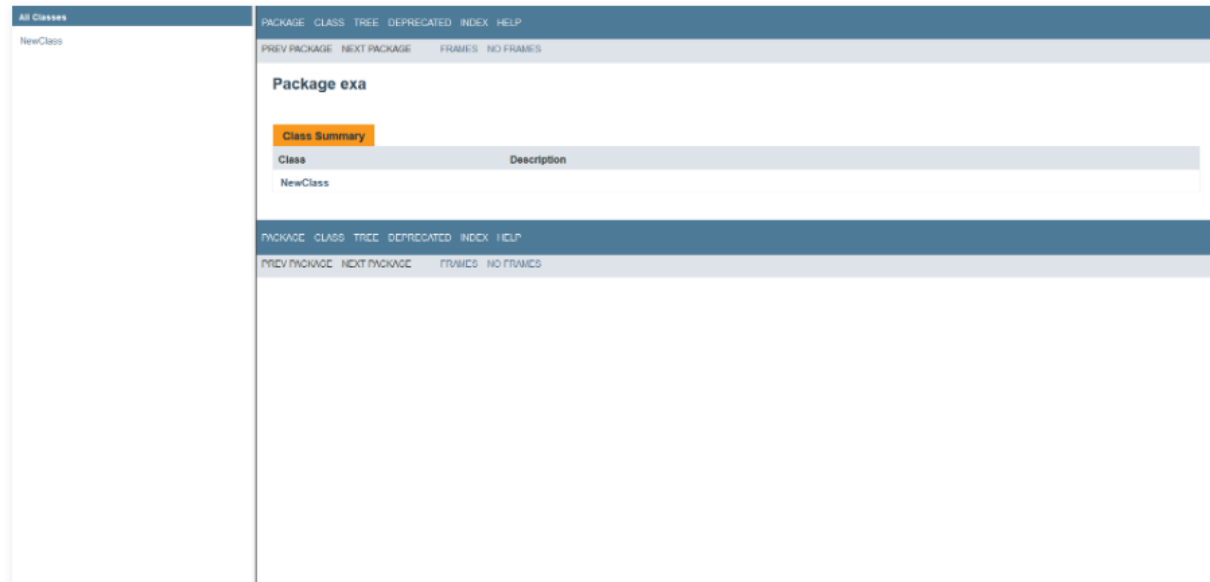 All Classes
NewClass
PACKAGE CLASS TREE DEPRECATED INDEX HELP
PREV PACKAGE NEXT PACKAGE FRAMES NO FRAMES
Package exa
Class Summary
Class Description
NewClass
PACKAGE CLASS TREE DEPRECATED INDEX HELP
PREV PACKAGE NEXT PACKAGE FRAMES NO FRAMES